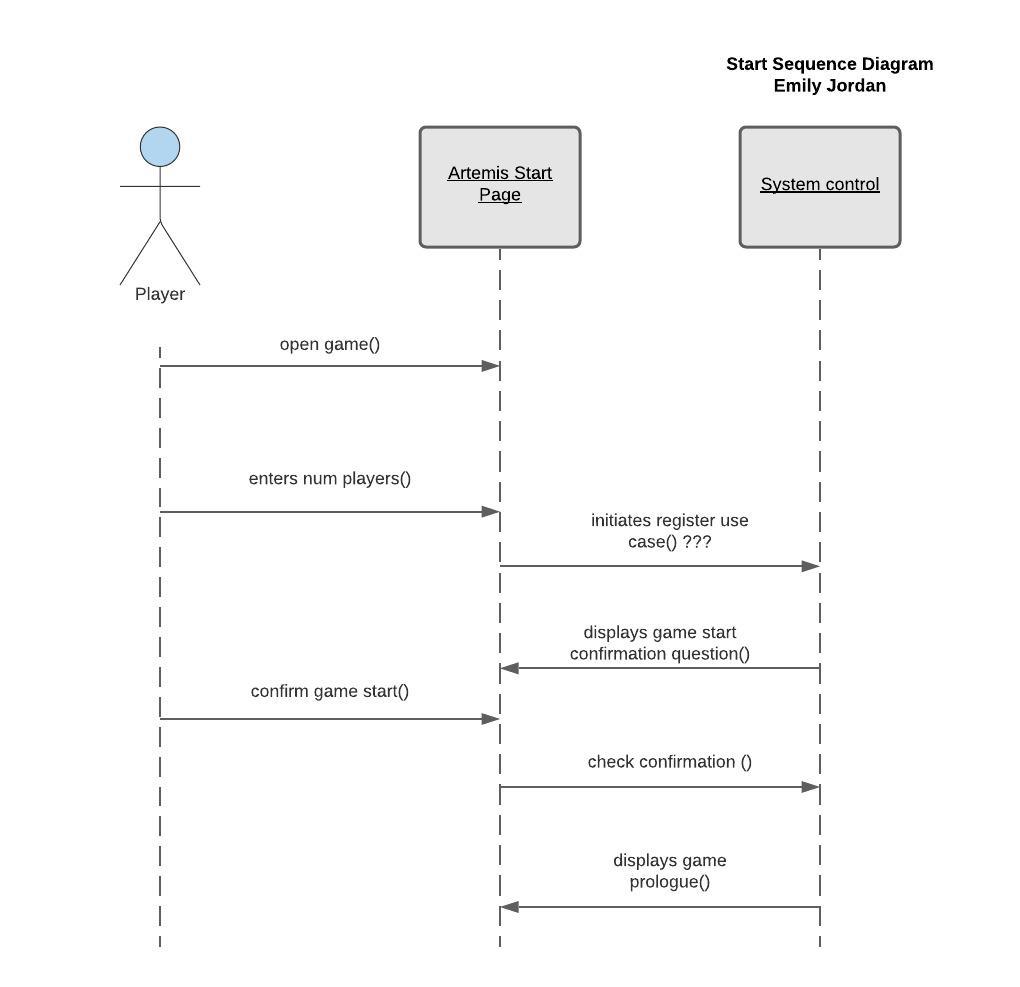 Start Sequence Diagram
Emily Jordan
Artemis Start
Page
System control
Player
open game()
enters num players()
initiates register use
case() ???
displays game start
confirmation question()
confirm game start()
check confirmation ()
displays game
prologue()